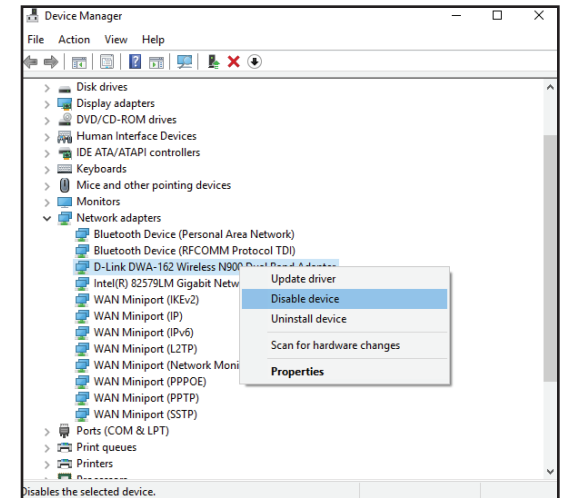 Device Manager
File Action View Help
Disk drives
Display adapters
DVD/CD-ROM drives
Human Interface Devices
IDE ATA/ATAPI controllers
Keyboards
Mice and other pointing devices
Monitors
Network adapters
Bluetooth Device (Personal Area Network)
Bluetooth Device (RFCOMM Protocol TDI)
D-Link DWA-162 Wireless N900 Dual Band Adapter
Intel(R) 82579LM Gigabit Netw
WAN Miniport (IKEv2)
WAN Miniport (IP)
WAN Miniport (IPv6)
WAN Miniport (L2TP)
WAN Miniport (Network Moni
WAN Miniport (PPPOE)
WAN Miniport (PPTP)
WAN Miniport (SSTP)
Ports (COM & LPT)
Print queues
Printers
Update driver
Disable device
Uninstall device
Scan for hardware changes
Properties
Disables the selected device.